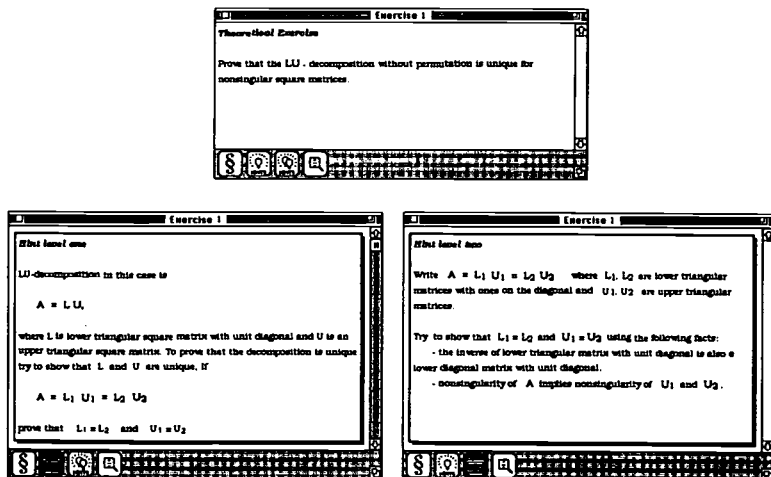 Exercise 1
Theoretical Exercise
Prove that the LU - decomposition without permutation is unique for
nonsingular square matrices.
§
Exercise 1
Hint level one
LU-decomposition in this case is
A = L U,
where L is lower triangular square matrix with unit diagonal and U is an
upper triangular square matrix. To prove that the decomposition is unique
try to show that L and U are unique. If
A = L₁ U₁ = L₂ U₂
prove that L₁ = L₂ and U₁ = U₂
§
Exercise 1
Hint level two
Write A = L₁ U₁ = L₂ U₂ where L₁, L₂ are lower triangular
matrices with ones on the diagonal and U₁, U₂ are upper triangular
matrices.
Try to show that L₁ = L₂ and U₁ = U₂ using the following facts:
- the inverse of lower triangular matrix with unit diagonal is also a
lower diagonal matrix with unit diagonal.
- nonsingularity of A implies nonsingularity of U₁ and U₂.
§